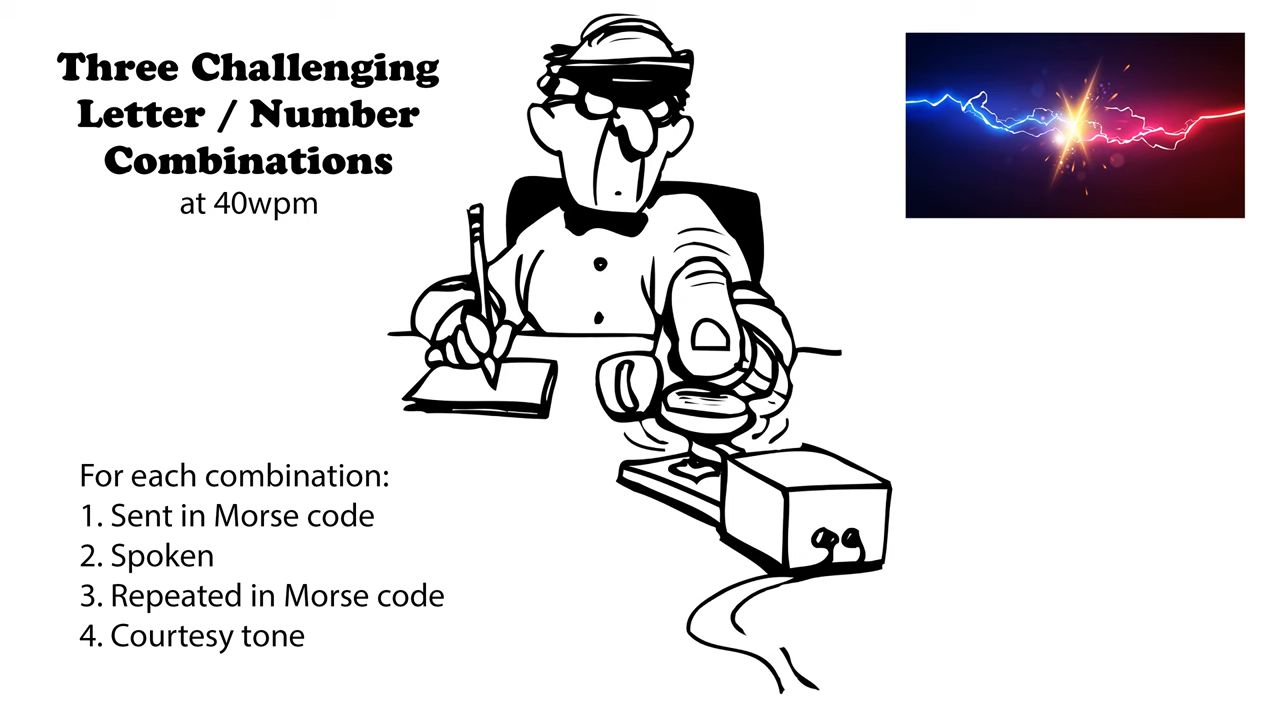 Three Challenging
Letter / Number
Combinations
at 40wpm
For each combination:
1. Sent in Morse code
2. Spoken
3. Repeated in Morse code
4. Courtesy tone